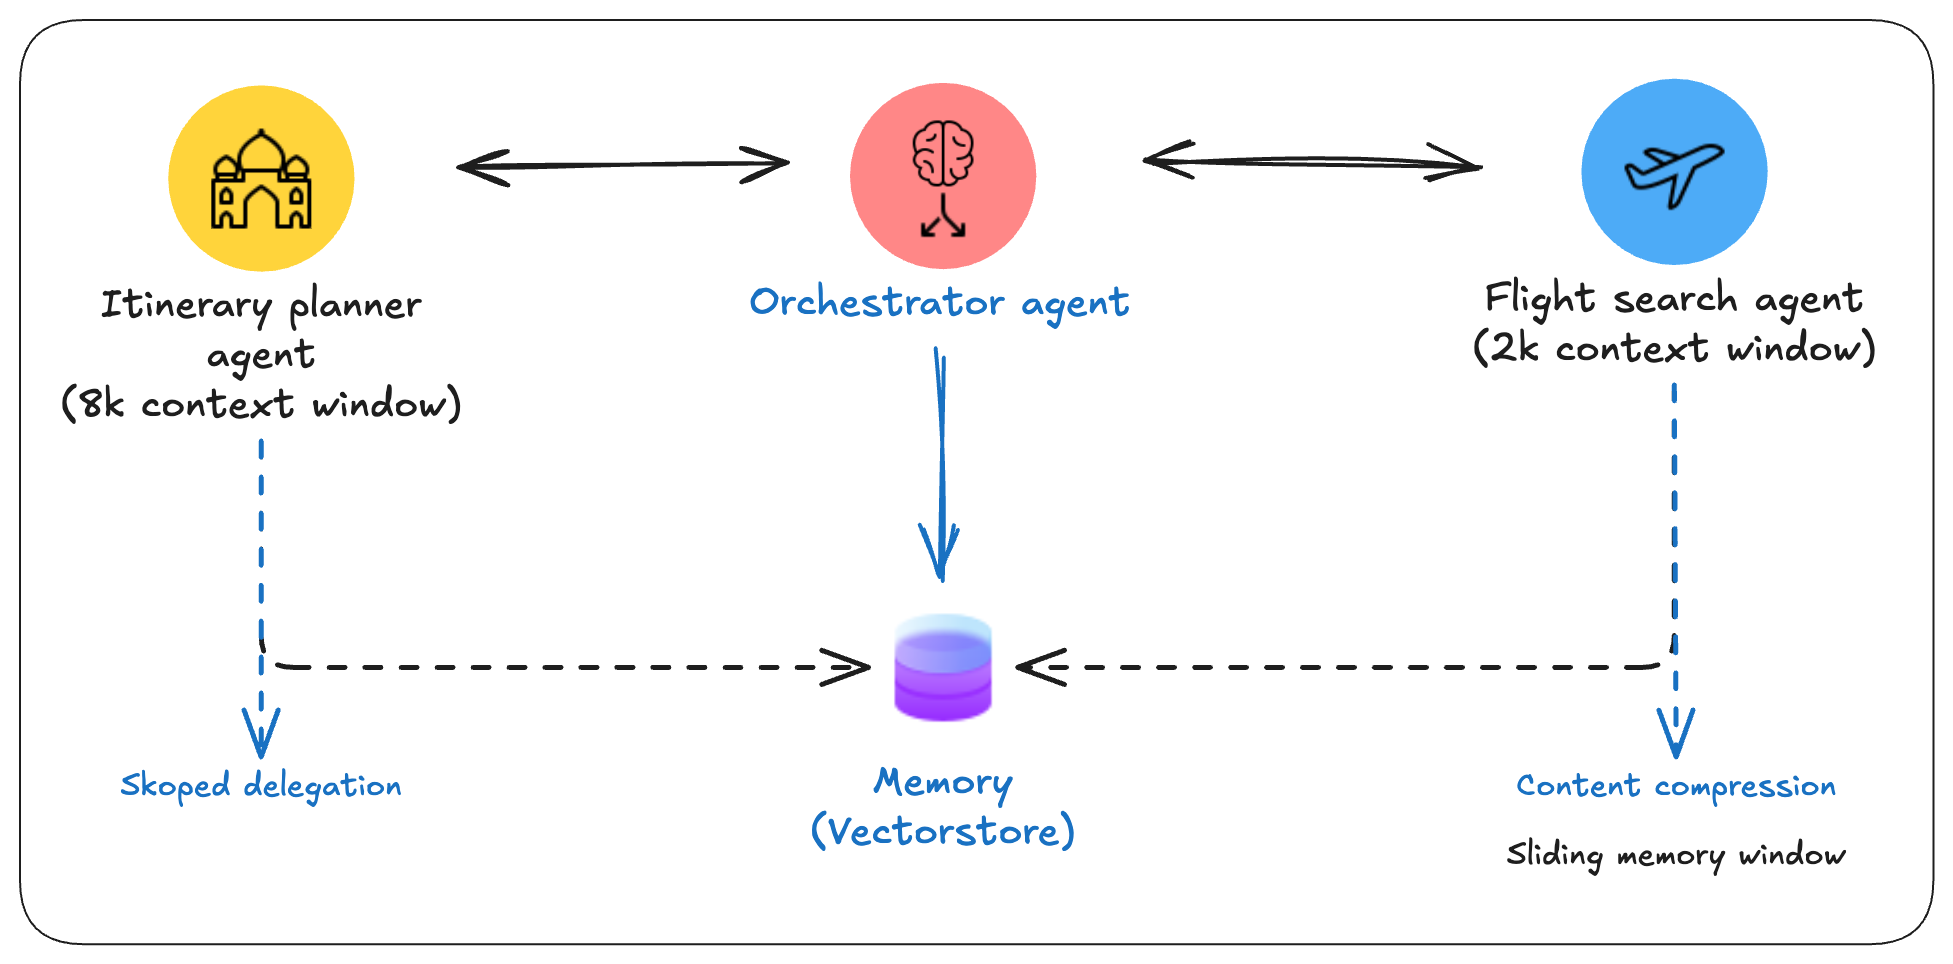 Itinerary planner
agent
(8k context window)
Orchestrator agent
Flight search agent
(2k context window)
Skoped delegation
Memory
(Vectorstore)
Content compression
Sliding memory window